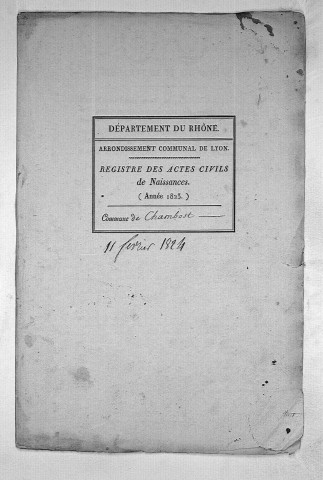 DÉPARTEMENT DU RHÔNE.
ARRONDISSEMENT COMMUNAL DE LYON.
REGISTRE DES ACTES CIVILS
de Naissances.
( Année 1823. )
Commune de Chambost
11 février 1824